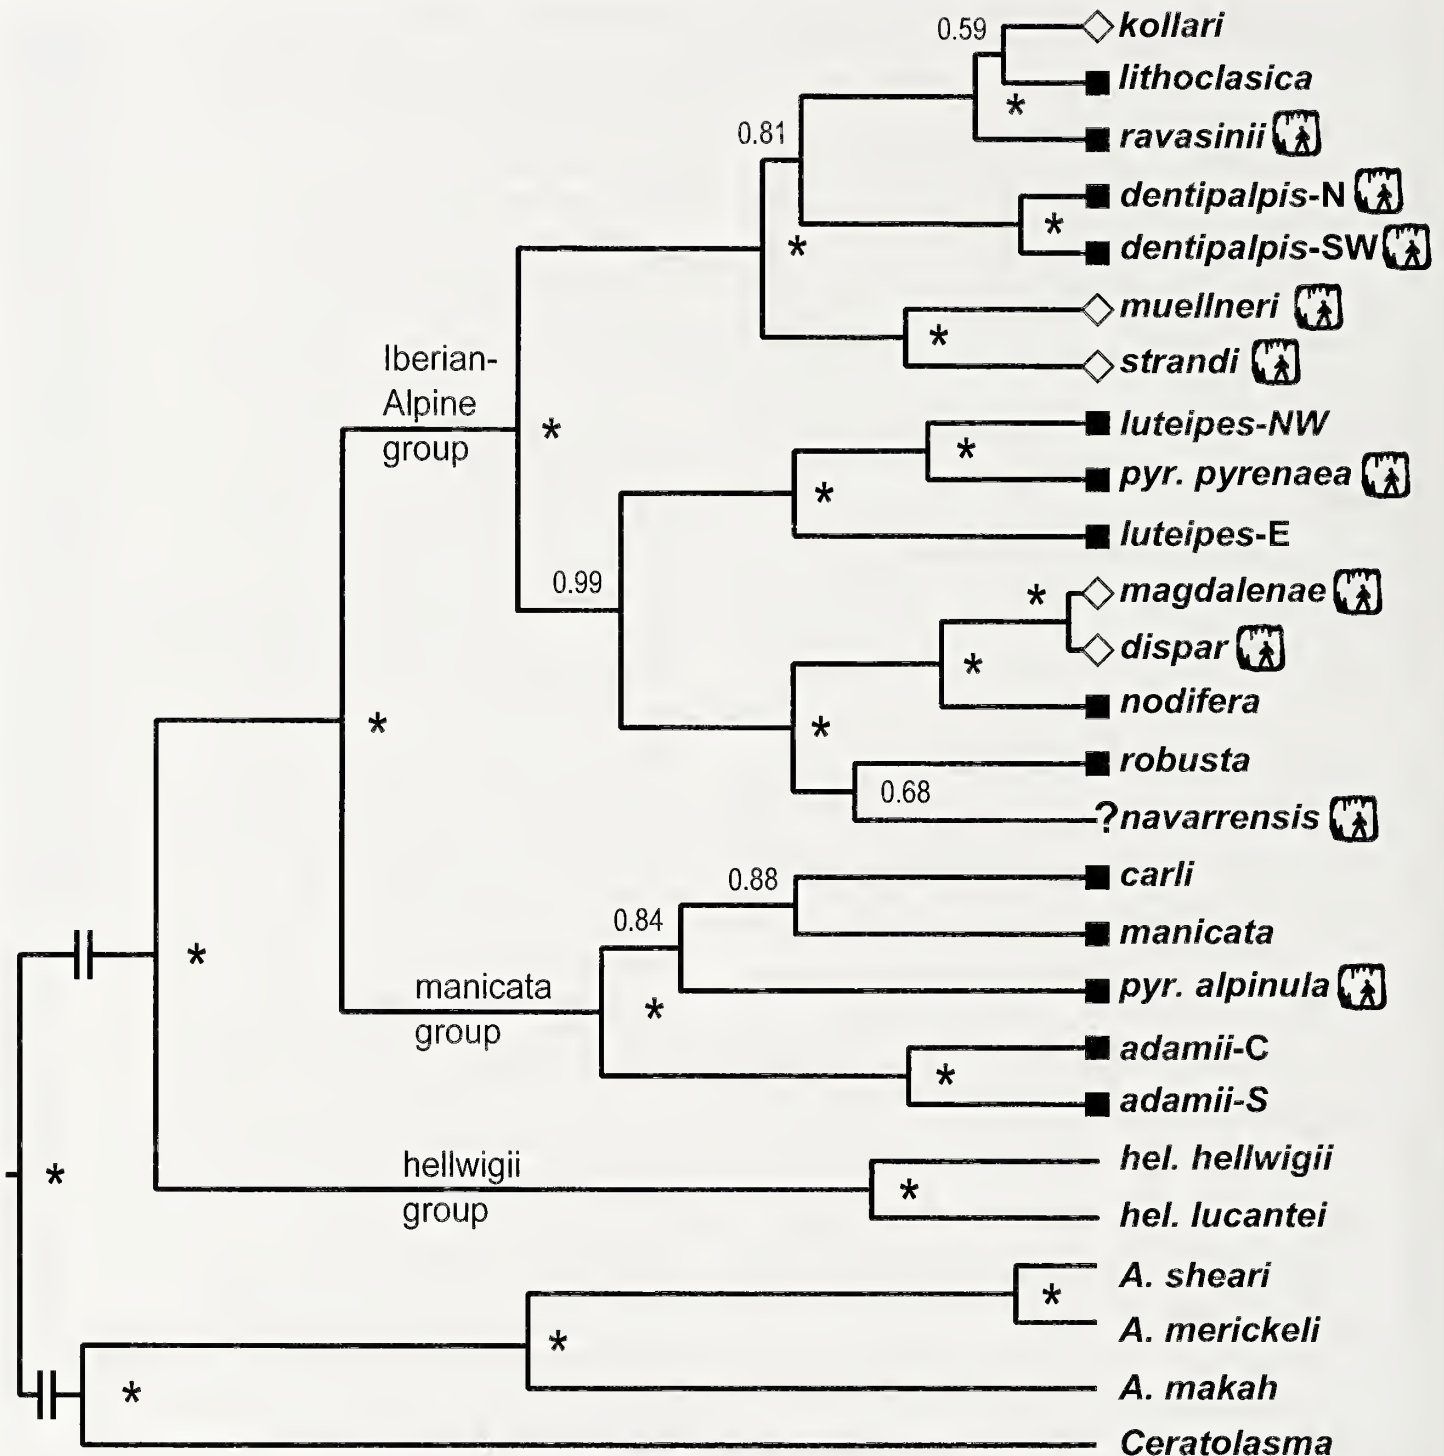 0.59
kollari
lithoclasica
*
ravasinii
0.81
dentipalpis-N
*
dentipalpis-SW
*
muellneri
*
strandi
Iberian-
Alpine
group
*
luteipes-NW
*
pyr. pyrenaea
*
luteipes-E
0.99
magdalenae
*
dispar
*
nodifera
*
*
robusta
0.68
?navarrensis
0.88
carli
0.84
manicata
*
manicata
group
pyr. alpinula
*
adamii-C
*
adamii-S
*
hellwigii
group
hel. hellwigii
*
hel. lucantei
A. sheari
*
A. merickeli
*
A. makah
*
Ceratolasma